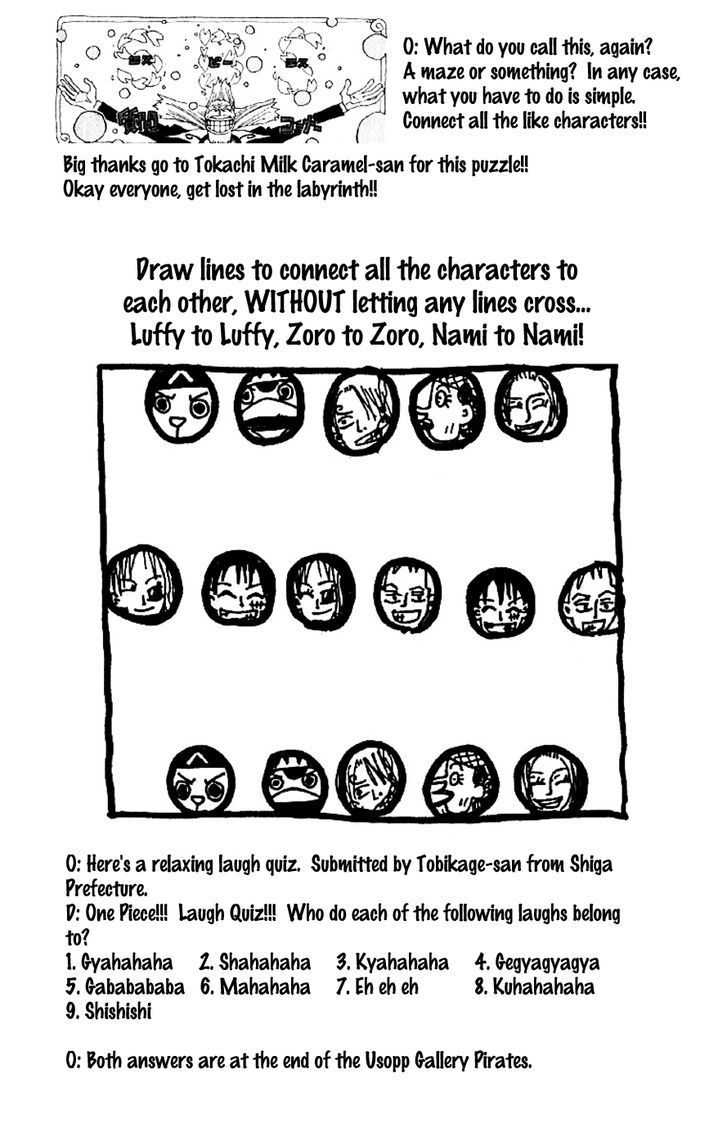 O: What do you call this, again?
A maze or something?  In any case,
what you have to do is simple.
Connect all the like characters!!
Big thanks go to Tokachi Milk Caramel-san for this puzzle!!
Okay everyone, get lost in the labyrinth!!
Draw lines to connect all the characters to
each other, WITHOUT letting any lines cross...
Luffy to Luffy, Zoro to Zoro, Nami to Nami!
O: Here's a relaxing laugh quiz.  Submitted by Tobikage-san from Shiga
Prefecture.
D: One Piece!!!  Laugh Quiz!!!  Who do each of the following laughs belong
to?
1. Gyahahaha 2. Shahahaha 3. Kyahahaha 4. Gegyagyagya
5. Gababababa 6. Mahahaha 7. Eh eh eh 8. Kuhahahaha
9. Shishishi
O: Both answers are at the end of the Usopp Gallery Pirates.